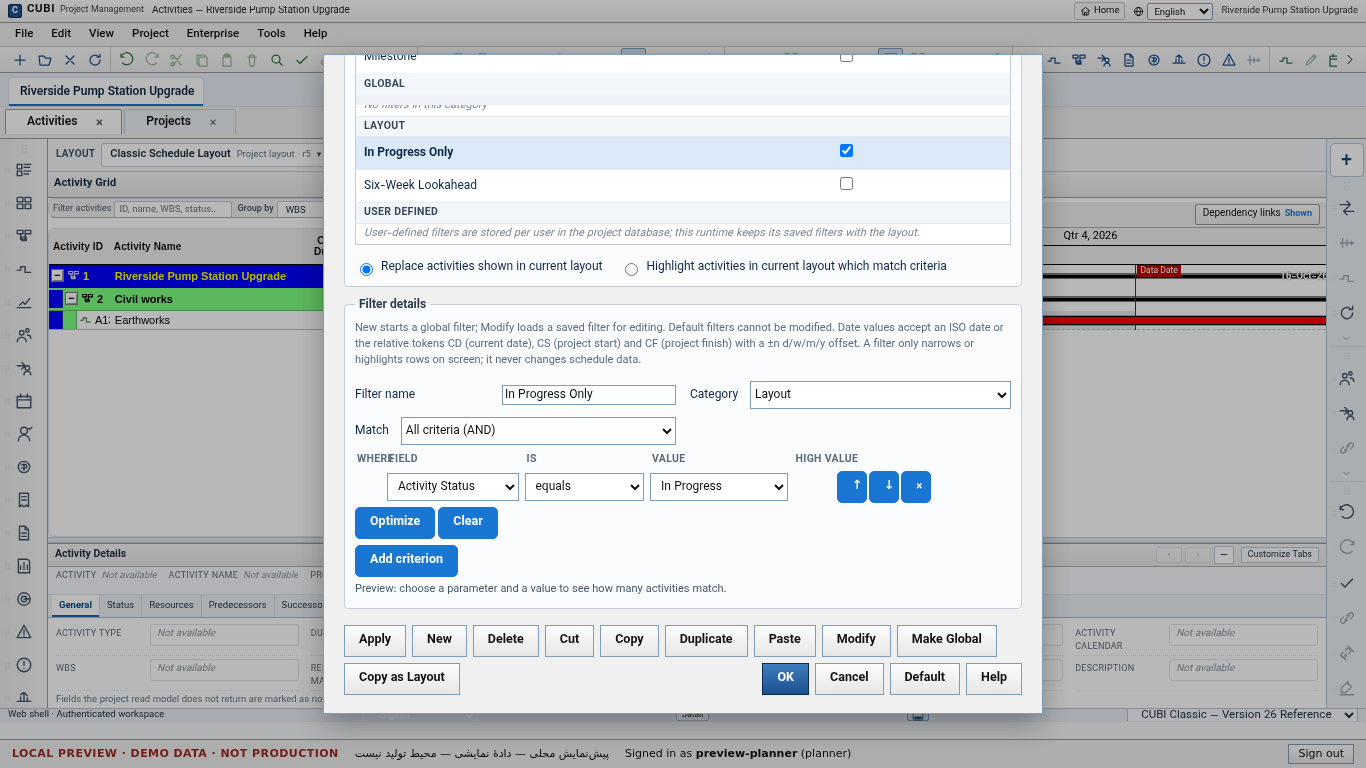 CUBI Project Management Activities — Riverside Pump Station Upgrade
Home English Riverside Pump Station Upgrade
File Edit View Project Enterprise Tools Help
Riverside Pump Station Upgrade
Activities × Projects ×
LAYOUT Classic Schedule Layout Project layout · r5
Activity Grid
Filter activities ID, name, WBS, status.. Group by WBS
Dependency links Shown
Activity ID Activity Name
Qtr 4, 2026
1 Riverside Pump Station Upgrade
Data Date
2 Civil works
Earthworks
Milestone
GLOBAL
No filters in this category
LAYOUT
In Progress Only
Six-Week Lookahead
USER DEFINED
User-defined filters are stored per user in the project database; this runtime keeps its saved filters with the layout.
Replace activities shown in current layout Highlight activities in current layout which match criteria
Filter details
New starts a global filter; Modify loads a saved filter for editing. Default filters cannot be modified. Date values accept an ISO date or
the relative tokens CD (current date), CS (project start) and CF (project finish) with a ±n d/w/m/y offset. A filter only narrows or
highlights rows on screen; it never changes schedule data.
Filter name In Progress Only Category Layout
Match All criteria (AND)
WHERE FIELD IS VALUE HIGH VALUE
Activity Status equals In Progress ↑ ↓ ×
Optimize Clear
Add criterion
Preview: choose a parameter and a value to see how many activities match.
Apply New Delete Cut Copy Duplicate Paste Modify Make Global
Copy as Layout OK Cancel Default Help
Activity Details
Customize Tabs
ACTIVITY Not available ACTIVITY NAME Not available
General Status Resources Predecessors
ACTIVITY TYPE Not available
ACTIVITY
CALENDAR Not available
WBS Not available
DESCRIPTION Not available
Fields the project read model does not return are marked as
Web shell · Authenticated workspace
CUBI Classic — Version 26 Reference
LOCAL PREVIEW · DEMO DATA · NOT PRODUCTION پیش‌نمایش محلی — دادهٔ نمایشی — محیط تولید نیست Signed in as preview-planner (planner) Sign out